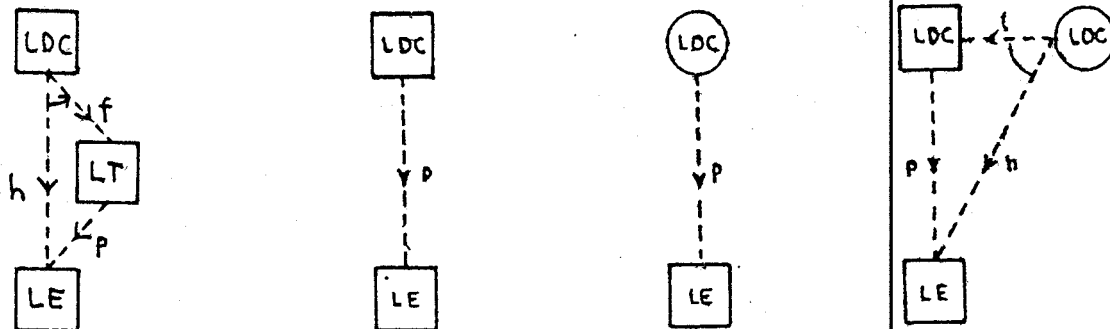 LDC LDC LDC LDC LDC
f
LT
h p p p h
p
LE LE LE LE